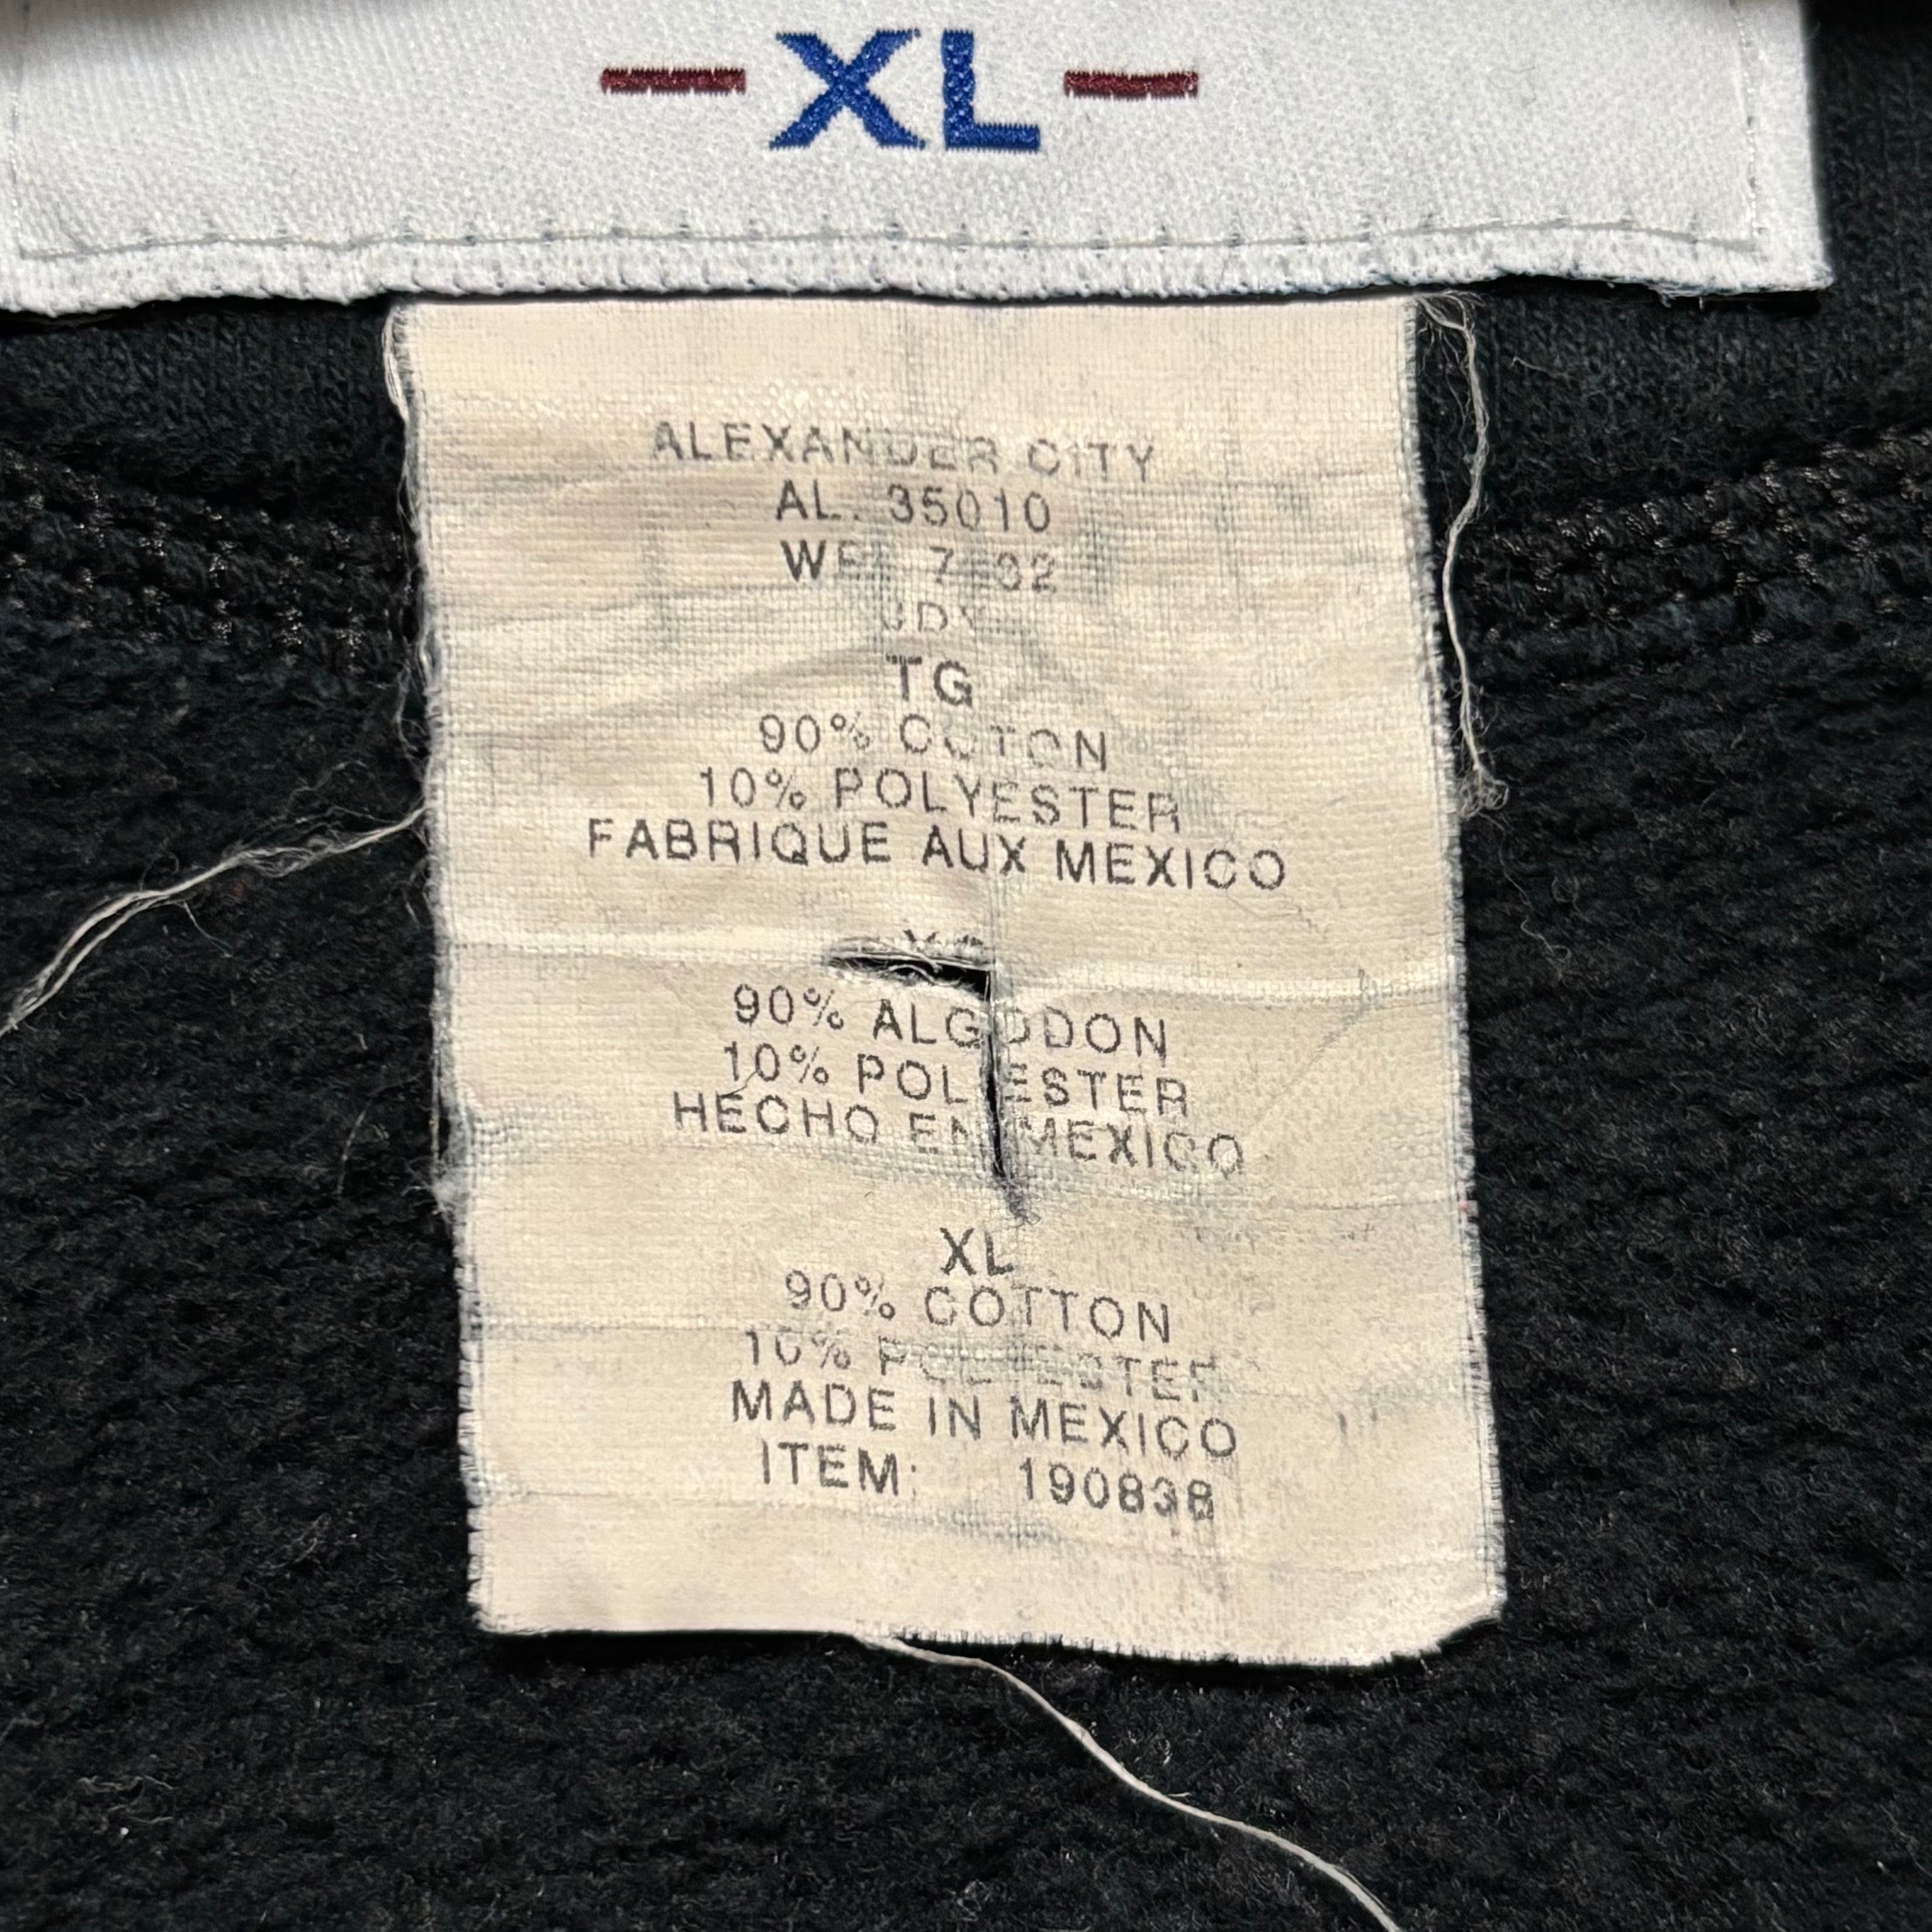 - XL -
ALEXANDER CITY
AL. 35010
TG
90% COTON
10% POLYESTER
FABRIQUE AUX MEXICO
90% ALGODON
10% POLYESTER
HECHO EN MEXICO
XL
90% COTTON
10% POLYESTER
MADE IN MEXICO
ITEM: 190838